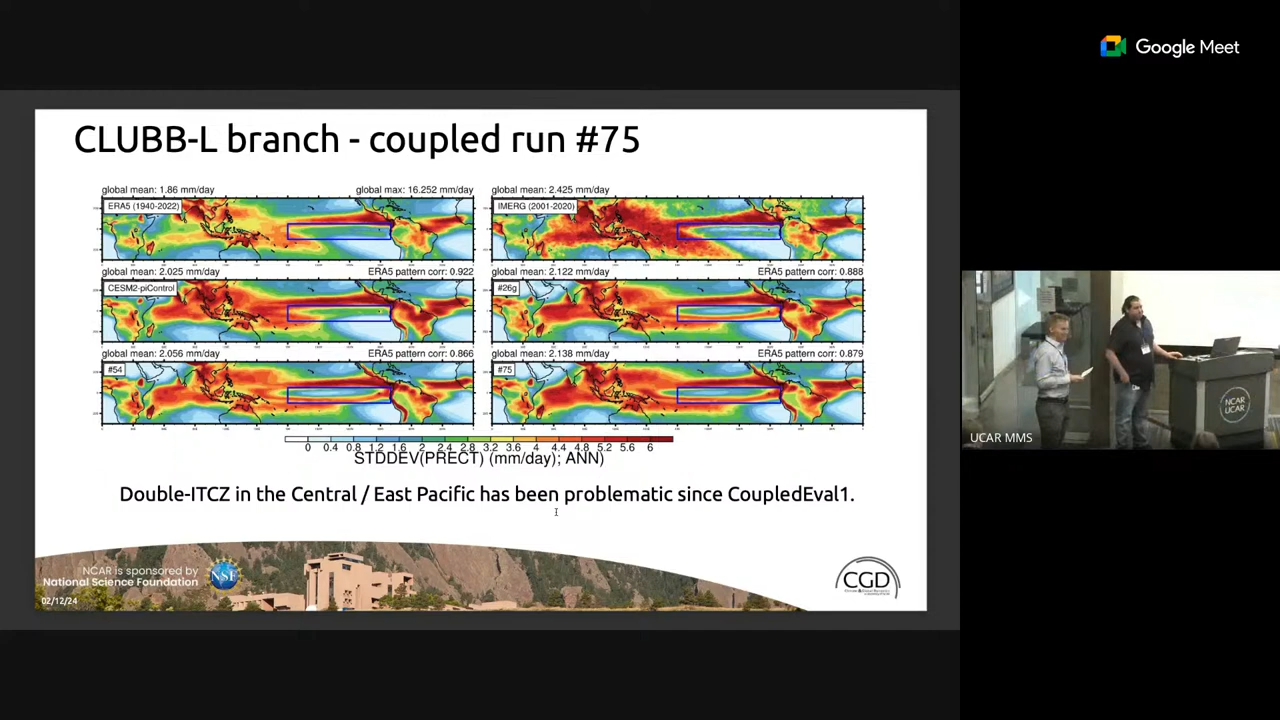 Google Meet
CLUBB-L branch - coupled run #75
global mean: 1.86 mm/day
global max: 16.252 mm/day
ERA5 (1940-2022)
global mean: 2.425 mm/day
IMERG (2001-2020)
global mean: 2.025 mm/day
ERA5 pattern corr: 0.922
CESM2-piControl
global mean: 2.122 mm/day
ERA5 pattern corr: 0.888
#26g
global mean: 2.056 mm/day
ERA5 pattern corr: 0.866
#54
global mean: 2.138 mm/day
ERA5 pattern corr: 0.879
#75
0 0.4 0.8 1.2 1.6 2 2.4 2.8 3.2 3.6 4 4.4 4.8 5.2 5.6 6
STDDEV(PRECT) (mm/day); ANN)
Double-ITCZ in the Central / East Pacific has been problematic since CoupledEval1.
NCAR is sponsored by
National Science Foundation
NSF
02/12/24
CGD
NCAR
UCAR
UCAR MMS